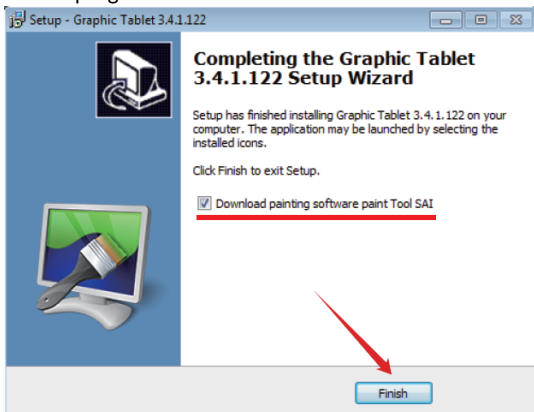 Setup - Graphic Tablet 3.4.1.122
Completing the Graphic Tablet
3.4.1.122 Setup Wizard
Setup has finished installing Graphic Tablet 3.4.1.122 on your
computer. The application may be launched by selecting the
installed icons.
Click Finish to exit Setup.
Download painting software paint Tool SAI
Finish